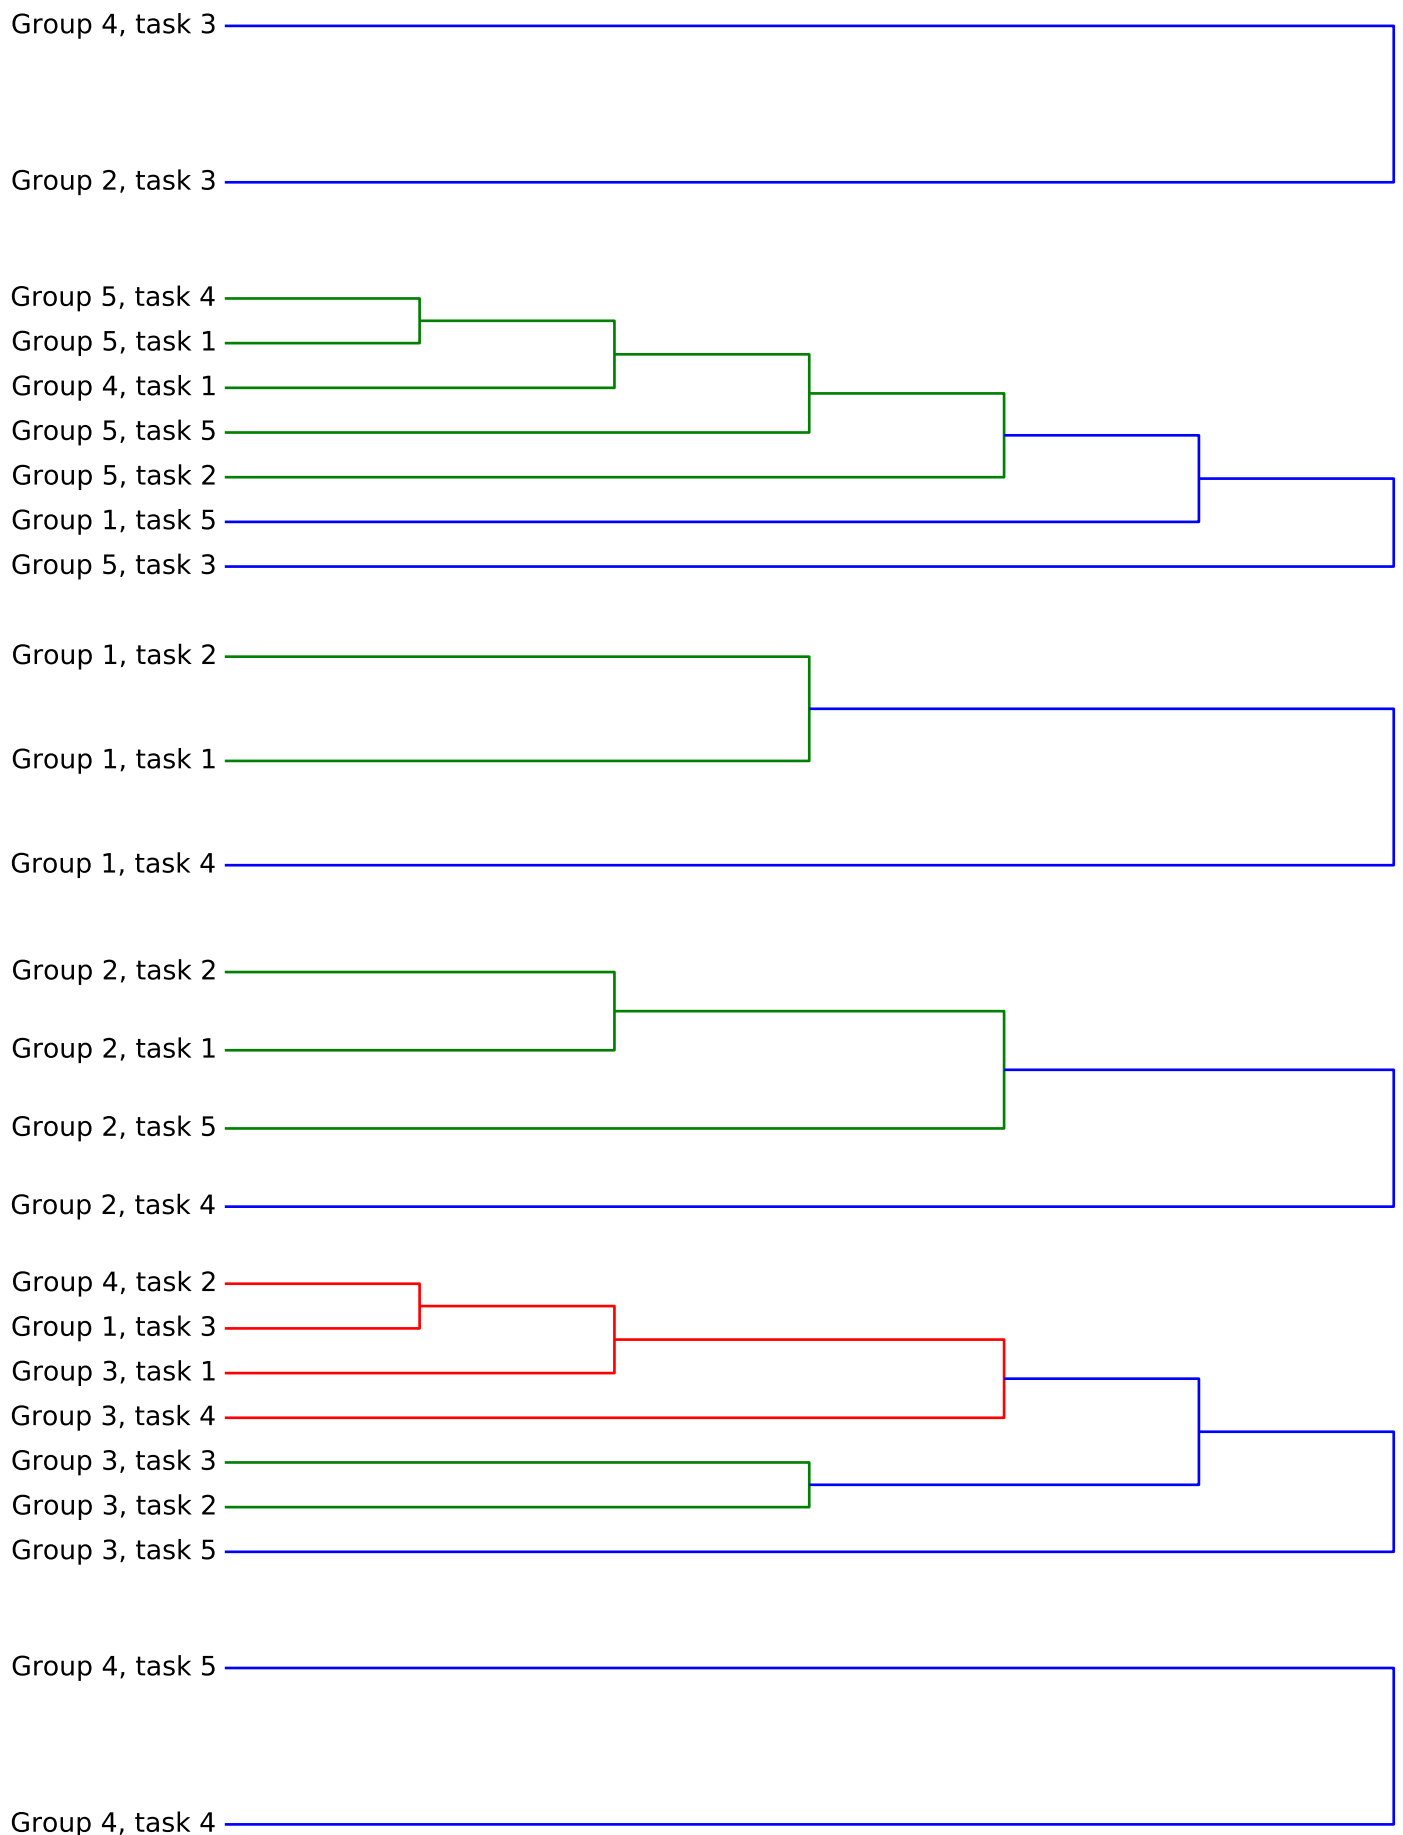 Group 4, task 3
Group 2, task 3
Group 5, task 4
Group 5, task 1
Group 4, task 1
Group 5, task 5
Group 5, task 2
Group 1, task 5
Group 5, task 3
Group 1, task 2
Group 1, task 1
Group 1, task 4
Group 2, task 2
Group 2, task 1
Group 2, task 5
Group 2, task 4
Group 4, task 2
Group 1, task 3
Group 3, task 1
Group 3, task 4
Group 3, task 3
Group 3, task 2
Group 3, task 5
Group 4, task 5
Group 4, task 4